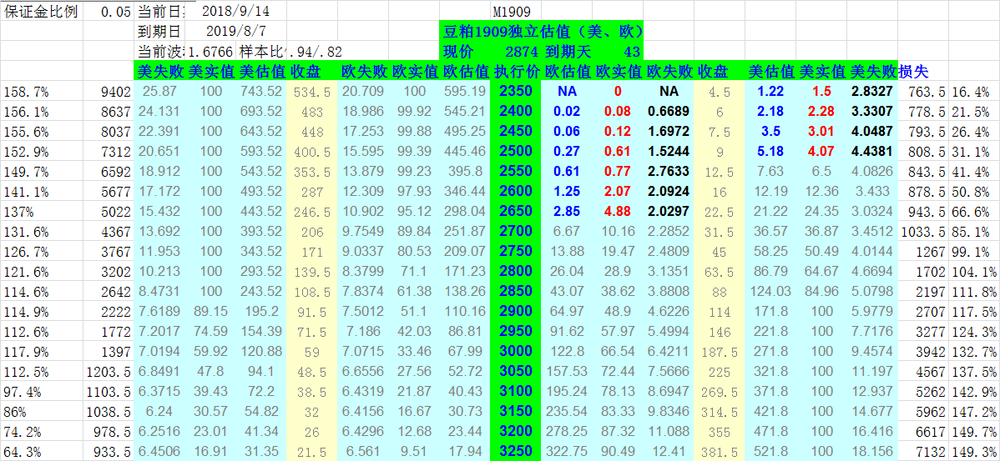 保证金比例 0.05 当前日期 2018/9/14 M1909
到期日 2019/8/7 豆粕1909独立估值（美、欧）
当前波 1.6766 样本比 .94/.82 现价 2874 到期天 43
美失败 美实值 美估值 收盘 欧失败 欧实值 欧估值 执行价 欧估值 欧实值 欧失败 收盘 美估值 美实值 美失败 损失
158.7% 9402 25.87 100 743.52 534.5 20.709 100 595.19 2350 NA 0 NA 4.5 1.22 1.5 2.8327 763.5 16.4%
156.1% 8637 24.131 100 693.52 483 18.986 99.92 545.21 2400 0.02 0.08 0.6689 6 2.18 2.28 3.3307 778.5 21.5%
155.6% 8037 22.391 100 643.52 448 17.253 99.88 495.25 2450 0.06 0.12 1.6972 7.5 3.5 3.01 4.0487 793.5 26.4%
152.9% 7312 20.651 100 593.52 400.5 15.595 99.39 445.46 2500 0.27 0.61 1.5244 9 5.18 4.07 4.4381 808.5 31.1%
149.7% 6592 18.912 100 543.52 353.5 13.879 99.23 395.8 2550 0.61 0.77 2.7633 12.5 7.63 6.5 4.0826 843.5 41.4%
141.1% 5677 17.172 100 493.52 287 12.309 97.93 346.44 2600 1.25 2.07 2.0924 16 12.19 12.36 3.433 878.5 50.8%
137% 5022 15.432 100 443.52 246.5 10.902 95.12 298.04 2650 2.85 4.88 2.0297 22.5 21.22 24.35 3.0324 943.5 66.6%
131.6% 4367 13.692 100 393.52 206 9.7549 89.84 251.87 2700 6.67 10.16 2.2852 31.5 36.57 36.87 3.4512 1033.5 85.1%
126.7% 3767 11.953 100 343.52 171 9.0337 80.53 209.07 2750 13.88 19.47 2.4809 45 58.25 50.49 4.0144 1267 99.1%
121.6% 3202 10.213 100 293.52 139.5 8.3799 71.1 171.23 2800 26.04 28.9 3.1351 63.5 86.79 64.67 4.6694 1702 104.1%
114.6% 2642 8.4731 100 243.52 108.5 7.8374 61.38 138.26 2850 43.07 38.62 3.8808 88 124.03 84.96 5.0798 2197 111.8%
114.9% 2222 7.6189 89.15 195.2 91.5 7.5012 51.1 110.16 2900 64.97 48.9 4.6226 114 171.8 100 5.9779 2707 117.5%
112.6% 1772 7.2017 74.59 154.39 71.5 7.186 42.03 86.81 2950 91.62 57.97 5.4994 146 221.8 100 7.7176 3277 124.3%
117.9% 1397 7.0194 59.92 120.88 59 7.0715 33.46 67.99 3000 122.8 66.54 6.4211 187.5 271.8 100 9.4574 3942 132.7%
112.5% 1203.5 6.8491 47.8 94.1 48.5 6.6556 27.56 52.72 3050 157.53 72.44 7.5666 225 321.8 100 11.197 4567 137.5%
97.4% 1103.5 6.3715 39.43 72.2 38.5 6.4319 21.87 40.43 3100 195.24 78.13 8.6947 269.5 371.8 100 12.937 5262 142.9%
86% 1038.5 6.24 30.57 54.82 32 6.4156 16.67 30.73 3150 235.54 83.33 9.8346 314.5 421.8 100 14.677 5962 147.2%
74.2% 978.5 6.2516 23.01 41.34 26 6.4296 12.68 23.44 3200 278.25 87.32 11.088 355 471.8 100 16.416 6617 149.7%
64.3% 933.5 6.4506 16.91 31.35 21.5 6.561 9.51 17.94 3250 322.75 90.49 12.41 381.5 521.8 100 18.156 7132 149.3%